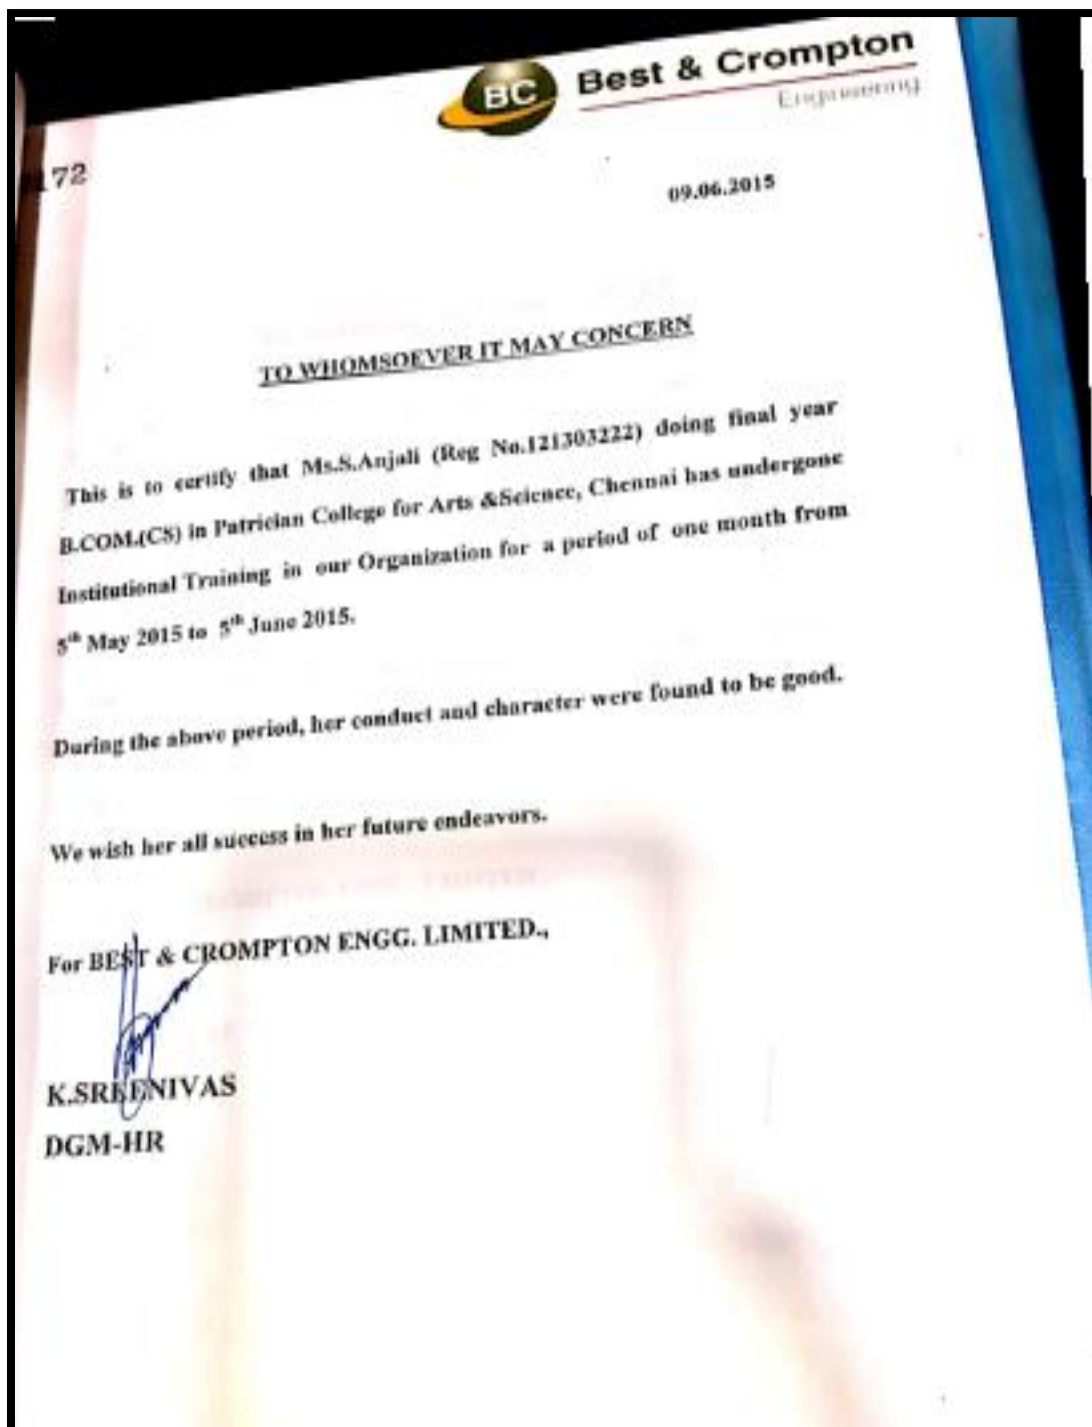 BC Best & Crompton
Engineering
172
09.06.2015
TO WHOMSOEVER IT MAY CONCERN
This is to certify that Ms.S.Anjali (Reg No.121303222) doing final year
B.COM.(CS) in Patrician College for Arts &Science, Chennai has undergone
Institutional Training in our Organization for a period of one month from
5th May 2015 to 5th June 2015.
During the above period, her conduct and character were found to be good.
We wish her all success in her future endeavors.
For BEST & CROMPTON ENGG. LIMITED.,
K.SREENIVAS
DGM-HR